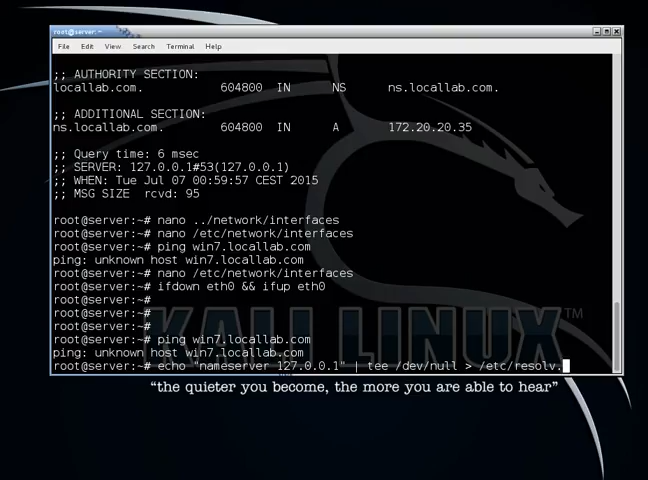 root@server: ~
File Edit View Search Terminal Help
;; AUTHORITY SECTION:
locallab.com. 604800 IN NS ns.locallab.com.
;; ADDITIONAL SECTION:
ns.locallab.com. 604800 IN A 172.20.20.35
;; Query time: 6 msec
;; SERVER: 127.0.0.1#53(127.0.0.1)
;; WHEN: Tue Jul 07 00:59:57 CEST 2015
;; MSG SIZE rcvd: 95
root@server:~# nano ../network/interfaces
root@server:~# nano /etc/network/interfaces
root@server:~# ping win7.locallab.com
ping: unknown host win7.locallab.com
root@server:~# nano /etc/network/interfaces
root@server:~# ifdown eth0 && ifup eth0
root@server:~#
root@server:~#
root@server:~#
root@server:~# ping win7.locallab.com
ping: unknown host win7.locallab.com
root@server:~# echo "nameserver 127.0.0.1" | tee /dev/null > /etc/resolv.
KALI LINUX™
"the quieter you become, the more you are able to hear"